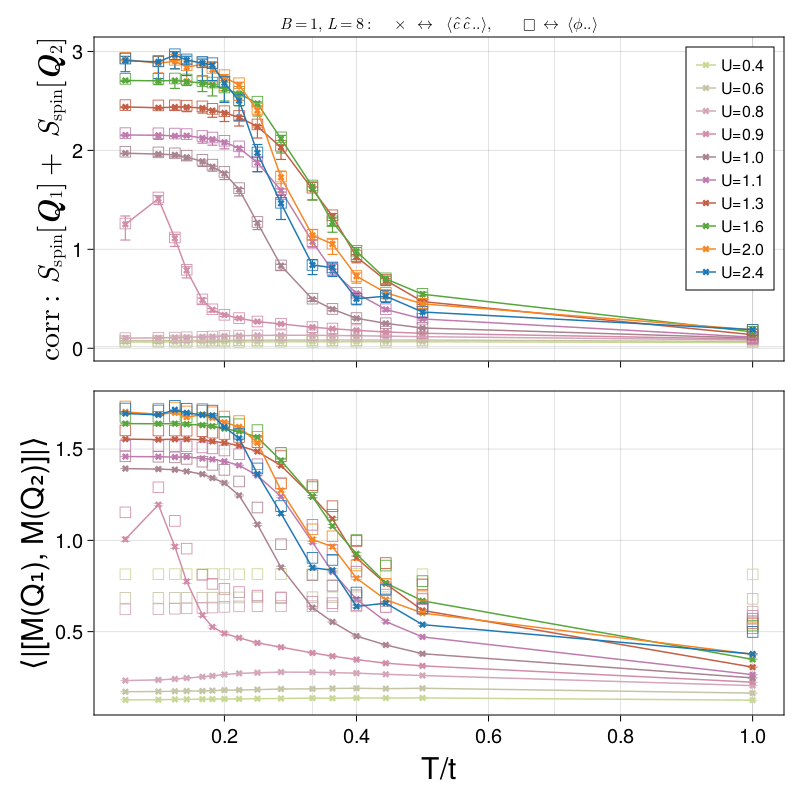 B = 1, L = 8 :   × ↔ ⟨ĉ ĉ..⟩,   □ ↔ ⟨ϕ..⟩
corr : S_spin[Q₁] + S_spin[Q₂]
3
2
1
0
U=0.4
U=0.6
U=0.8
U=0.9
U=1.0
U=1.1
U=1.3
U=1.6
U=2.0
U=2.4
⟨|[M(Q₁), M(Q₂)]|⟩
1.5
1.0
0.5
0.2 0.4 0.6 0.8 1.0
T/t